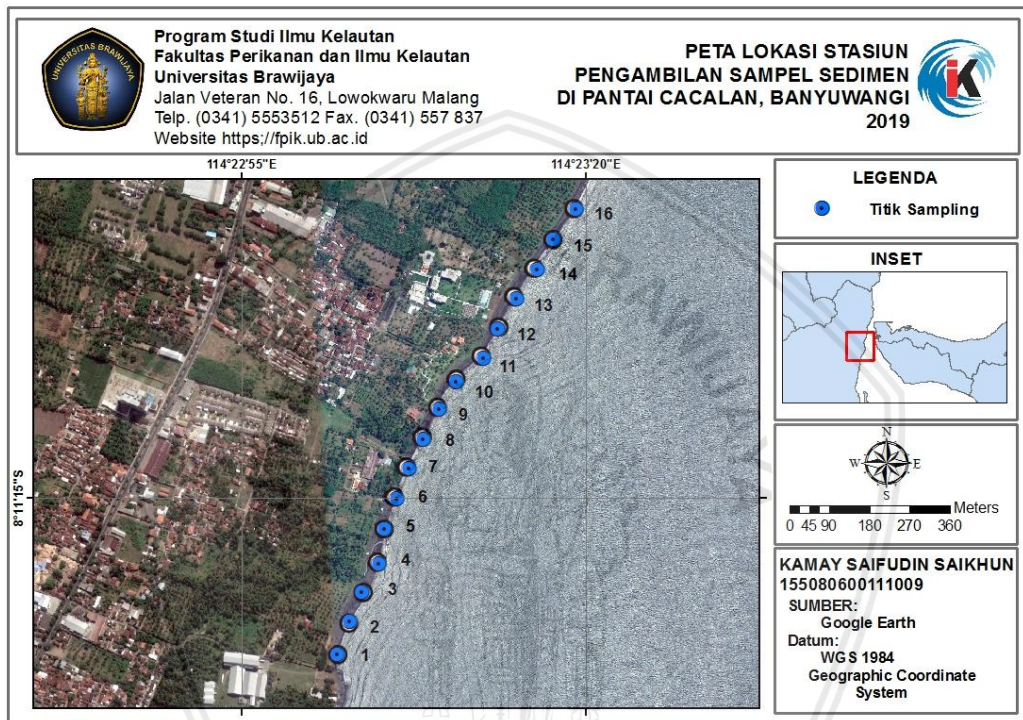 UNIVERSITAS BRAWIJAYA
Program Studi Ilmu Kelautan
Fakultas Perikanan dan Ilmu Kelautan
Universitas Brawijaya
Jalan Veteran No. 16, Lowokwaru Malang
Telp. (0341) 5553512 Fax. (0341) 557 837
Website https;//fpik.ub.ac.id
PETA LOKASI STASIUN
PENGAMBILAN SAMPEL SEDIMEN
DI PANTAI CACALAN, BANYUWANGI
2019
iK
114°22'55"E
114°23'20"E
8°11'15"S
16
15
14
13
12
11
10
9
8
7
6
5
4
3
2
1
BRAWIJAYA
LEGENDA
Titik Sampling
INSET
N
W E
S
Meters
0 45 90 180 270 360
KAMAY SAIFUDIN SAIKHUN
155080600111009
SUMBER:
Google Earth
Datum:
WGS 1984
Geographic Coordinate
System